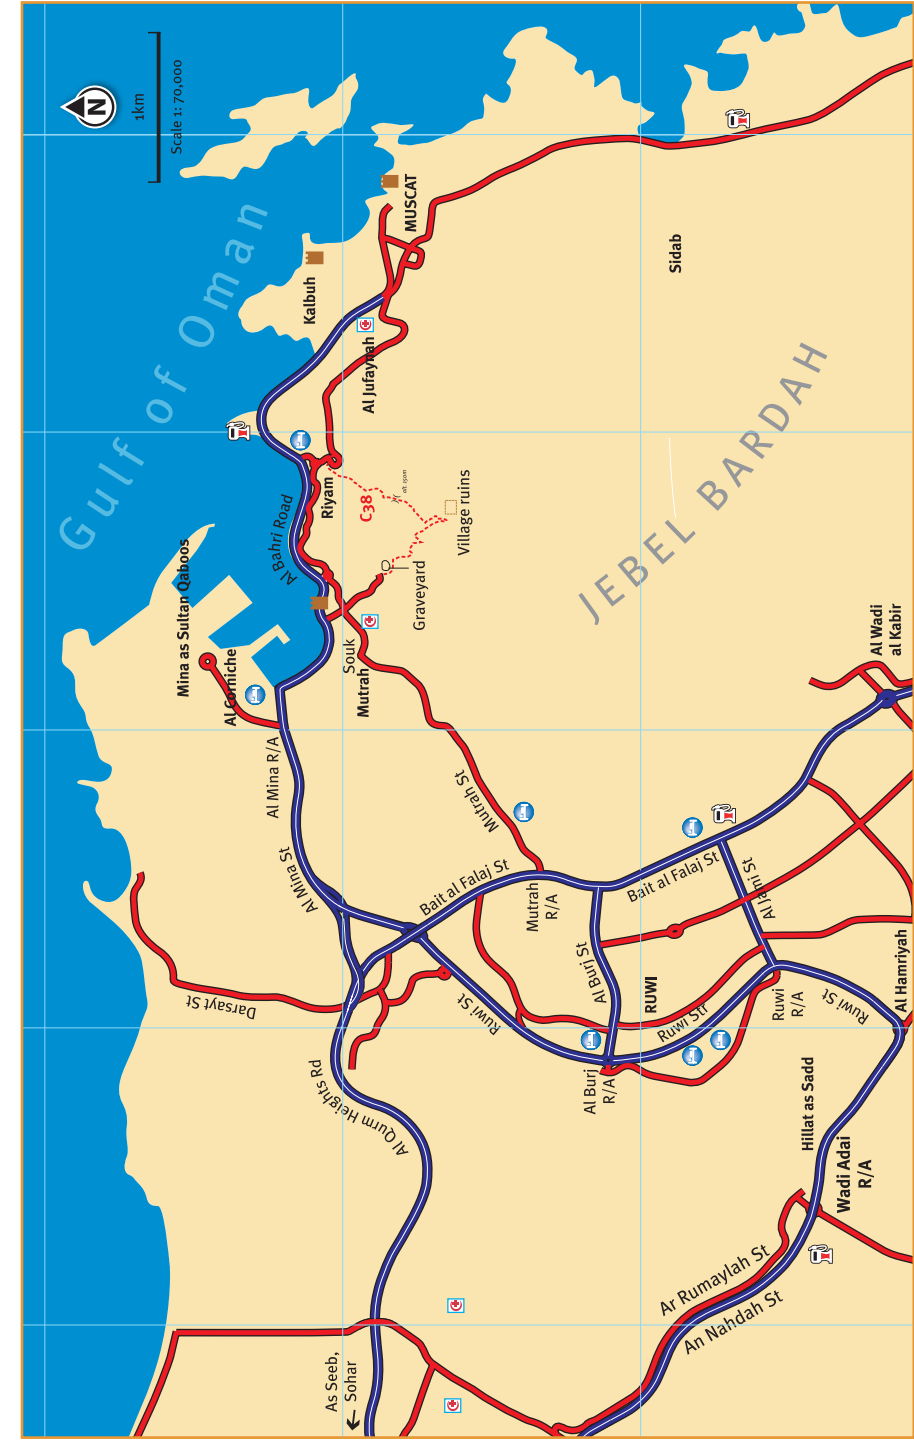 N
1km
Scale 1: 70,000
Gulf of Oman
MUSCAT
Kalbuh
Sidab
Al Jufaynah
JEBEL BARDAH
Riyam
C38
Village ruins
Graveyard
Al Bahri Road
Mina as Sultan Qaboos
Al Corniche
Souk
Mutrah
Al Mina R/A
Al Wadi
al Kabir
Mutrah St
Al Mina St
Bait al Falaj St
Mutrah
R/A
Bait al Falaj St
Al Jami St
Al Burj St
RUWI
Ruwi St
Ruwi Str
Ruwi
R/A
Ruwi St
Al Hamriyah
Darsayt St
Al Burj
R/A
Al Qurm Heights Rd
Hillat as Sadd
Wadi Adai
R/A
Ar Rumaylah St
An Nahdah St
As Seeb,
Sohar